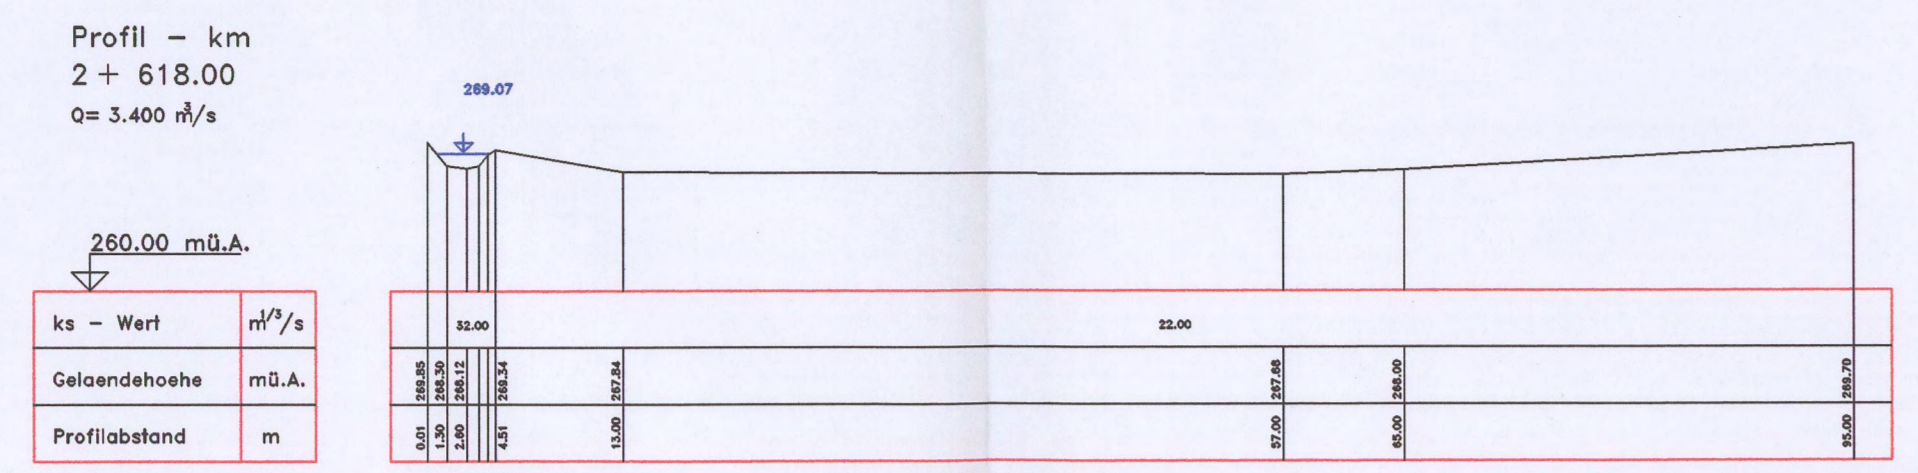 Profil – km
2 + 618.00
Q= 3.400 m³/s
269.07
260.00 mü.A.
ks – Wert m¹/³/s 32.00 22.00
Gelaendehoehe mü.A. 269.85 268.30 268.12 269.34 267.84 267.68 268.00 269.70
Profilabstand m 0.01 1.30 2.60 4.51 13.00 57.00 65.00 95.00